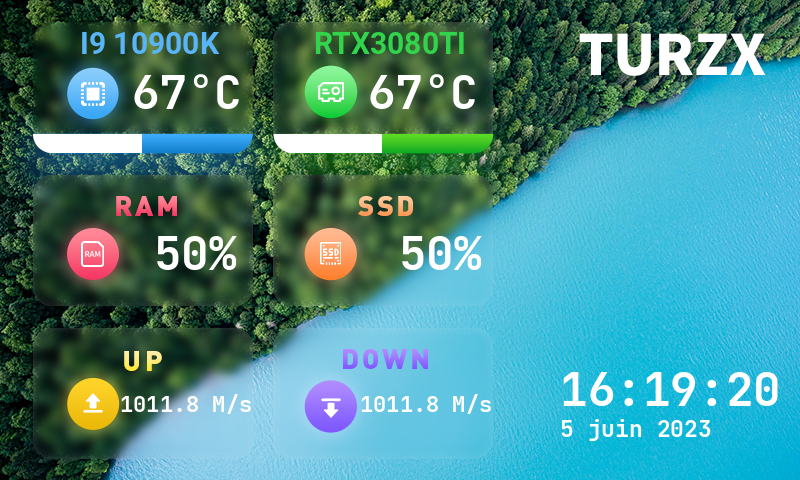 I9 10900K
67°C
RTX3080TI
67°C
TURZX
RAM
RAM
50%
SSD
SSD
50%
UP
1011.8 M/s
DOWN
1011.8 M/s
16:19:20
5 juin 2023